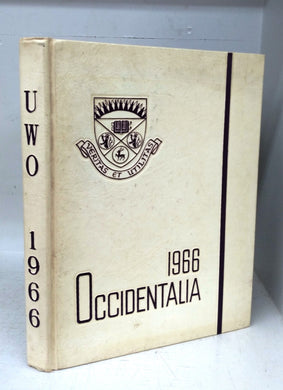 UWO 1966
VERITAS ET UTILITAS
1966
OCCIDENTALIA